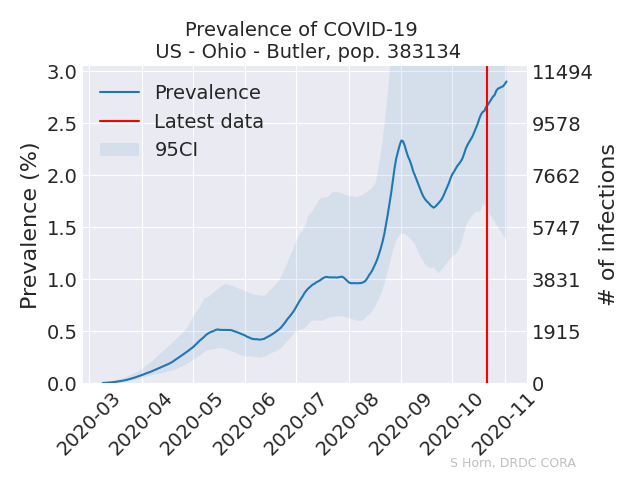 Prevalence of COVID-19
US - Ohio - Butler, pop. 383134
Prevalence
Latest data
95CI
Prevalence (%)
3.0
2.5
2.0
1.5
1.0
0.5
0.0
11494
9578
7662
5747
3831
1915
0
# of infections
2020-03
2020-04
2020-05
2020-06
2020-07
2020-08
2020-09
2020-10
2020-11
S Horn, DRDC CORA